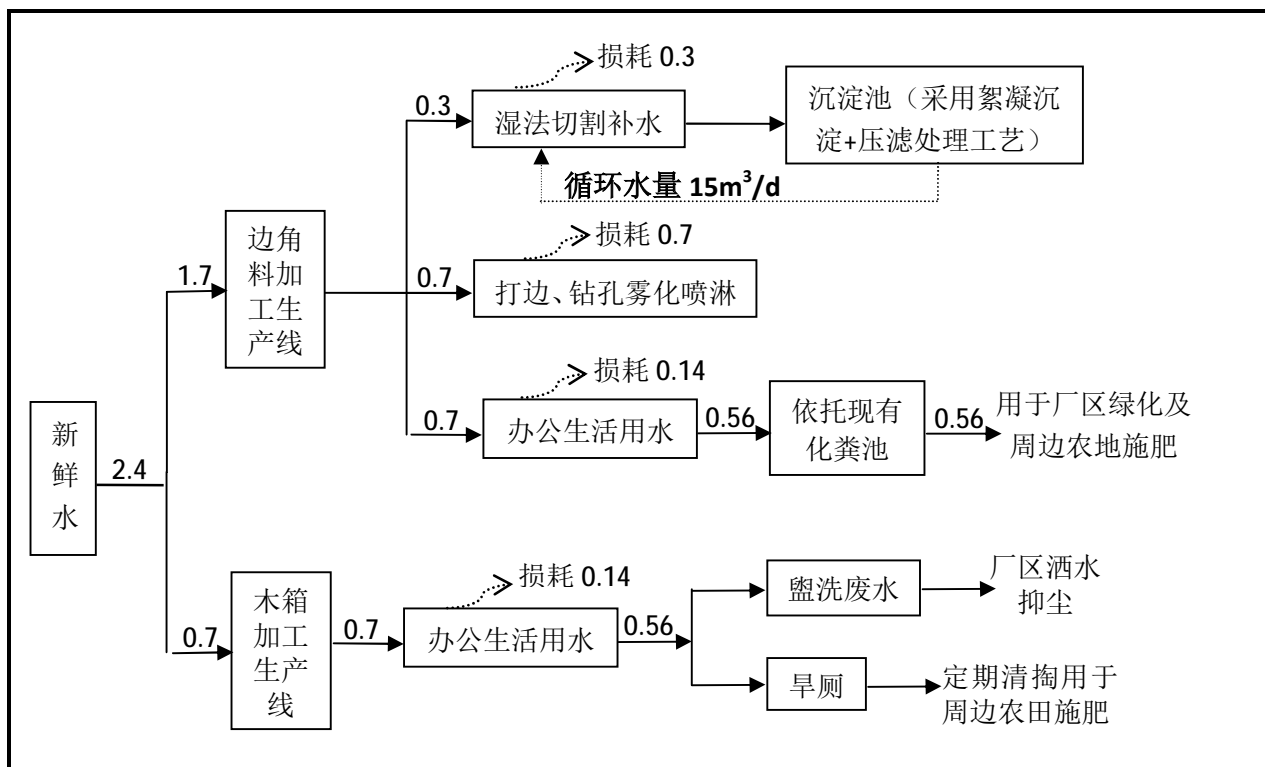 损耗 0.3
0.3
湿法切割补水
沉淀池（采用絮凝沉
淀+压滤处理工艺）
循环水量 15m³/d
边角
料加
工生
产线
1.7
损耗 0.7
0.7
打边、钻孔雾化喷淋
损耗 0.14
0.7
办公生活用水
0.56
依托现有
化粪池
0.56
用于厂区绿化及
周边农地施肥
新
鲜
水
2.4
0.7
木箱
加工
生产
线
0.7
损耗 0.14
办公生活用水
0.56
盥洗废水
厂区洒水
抑尘
旱厕
定期清掏用于
周边农田施肥